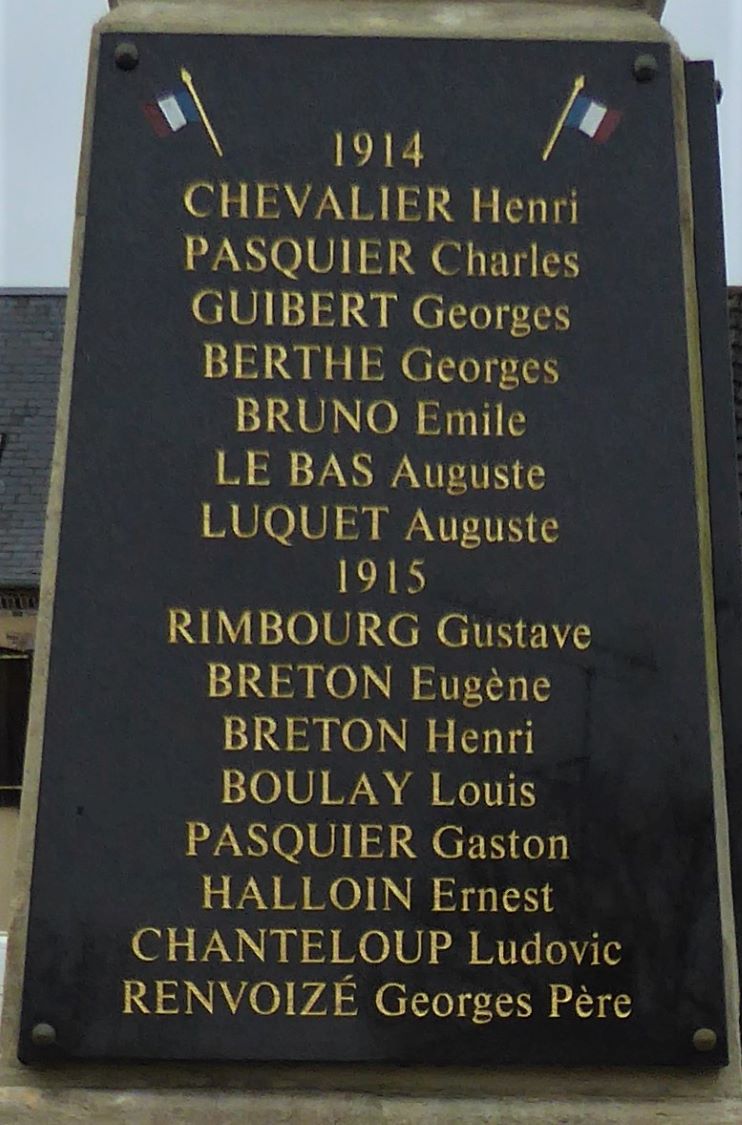 1914
CHEVALIER Henri
PASQUIER Charles
GUIBERT Georges
BERTHE Georges
BRUNO Emile
LE BAS Auguste
LUQUET Auguste
1915
RIMBOURG Gustave
BRETON Eugène
BRETON Henri
BOULAY Louis
PASQUIER Gaston
HALLOIN Ernest
CHANTELOUP Ludovic
RENVOIZÉ Georges Père